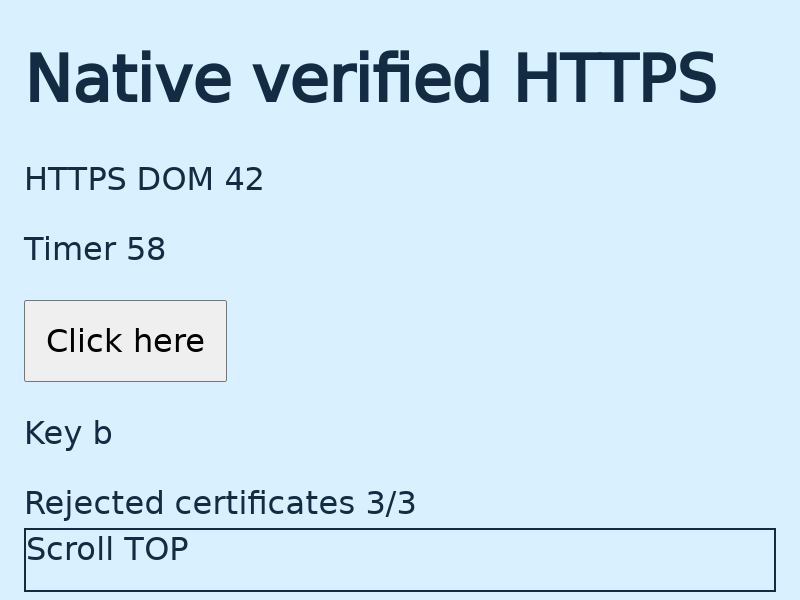 Native verified HTTPS
HTTPS DOM 42
Timer 58
Click here
Key b
Rejected certificates 3/3
Scroll TOP